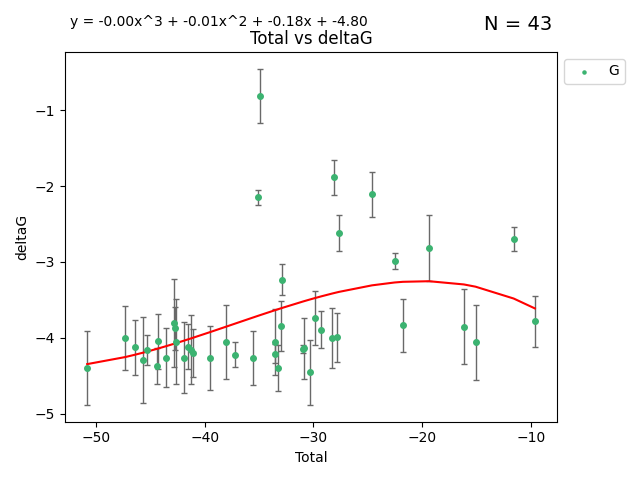 y = -0.00x^3 + -0.01x^2 + -0.18x + -4.80
N = 43
Total vs deltaG
G
deltaG
−1
−2
−3
−4
−5
−50
−40
−30
−20
−10
Total